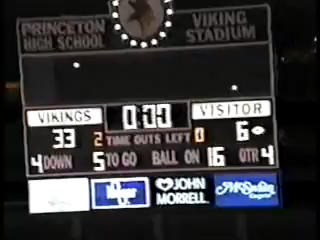 PRINCETON VIKING
HIGH SCHOOL STADIUM
VIKINGS 0:00 VISITOR
33 2 TIME OUTS LEFT 0 6
4 DOWN 5 TO GO BALL ON 16 QTR 4
Kroger
JOHN
MORRELL